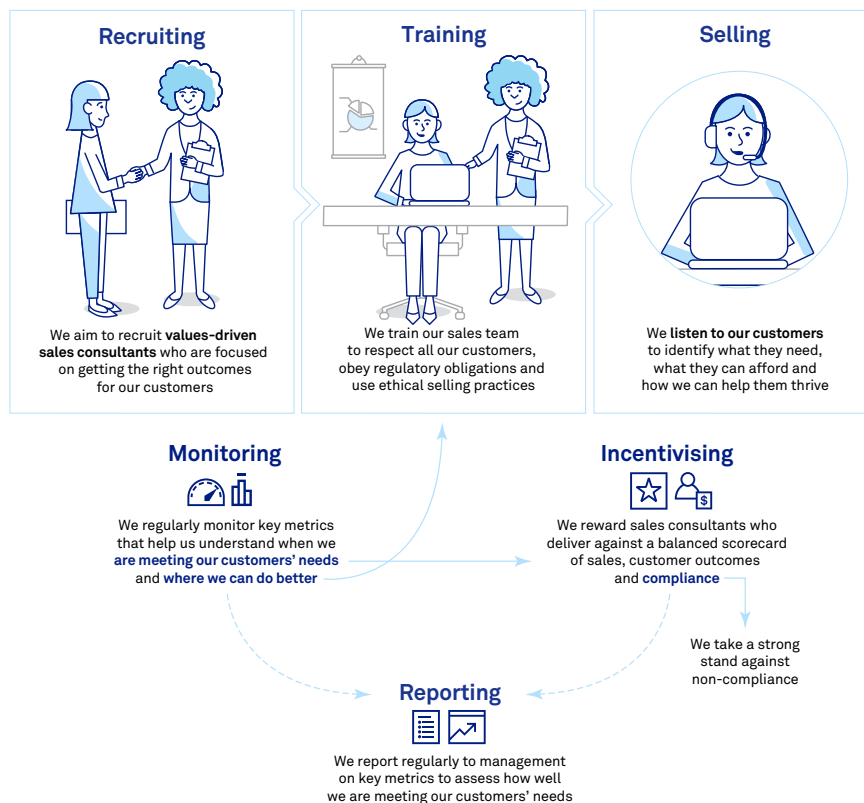 Recruiting
We aim to recruit values-driven
sales consultants who are focused
on getting the right outcomes
for our customers
Training
We train our sales team
to respect all our customers,
obey regulatory obligations and
use ethical selling practices
Selling
We listen to our customers
to identify what they need,
what they can afford and
how we can help them thrive
Monitoring
We regularly monitor key metrics
that help us understand when we
are meeting our customers’ needs
and where we can do better
Incentivising
$
We reward sales consultants who
deliver against a balanced scorecard
of sales, customer outcomes
and compliance
We take a strong
stand against
non-compliance
Reporting
We report regularly to management
on key metrics to assess how well
we are meeting our customers’ needs